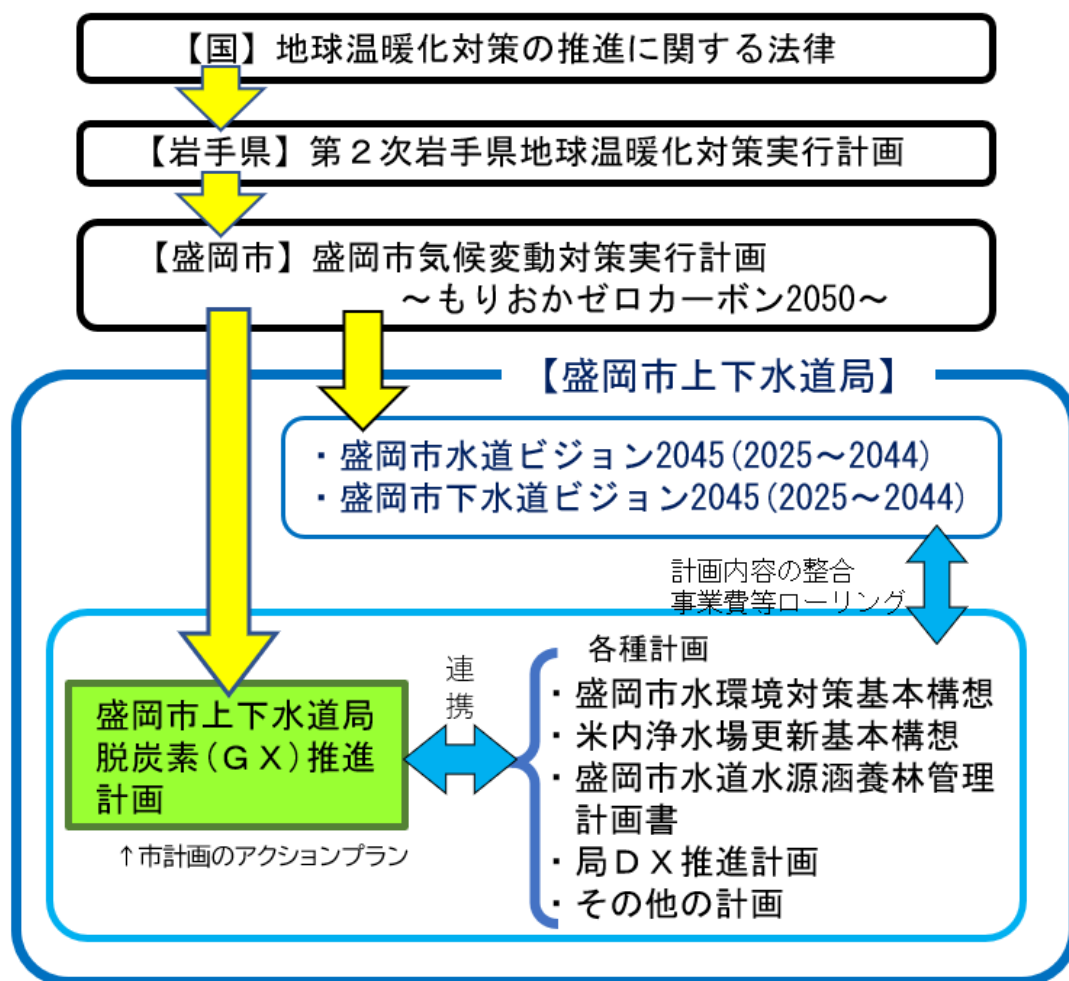 【国】地球温暖化対策の推進に関する法律
【岩手県】第２次岩手県地球温暖化対策実行計画
【盛岡市】盛岡市気候変動対策実行計画
～もりおかゼロカーボン2050～
【盛岡市上下水道局】
・盛岡市水道ビジョン2045(2025～2044)
・盛岡市下水道ビジョン2045(2025～2044)
計画内容の整合
事業費等ローリング
盛岡市上下水道局
脱炭素(ＧＸ)推進
計画
↑市計画のアクションプラン
連
携
各種計画
・盛岡市水環境対策基本構想
・米内浄水場更新基本構想
・盛岡市水道水源涵養林管理
計画書
・局ＤＸ推進計画
・その他の計画